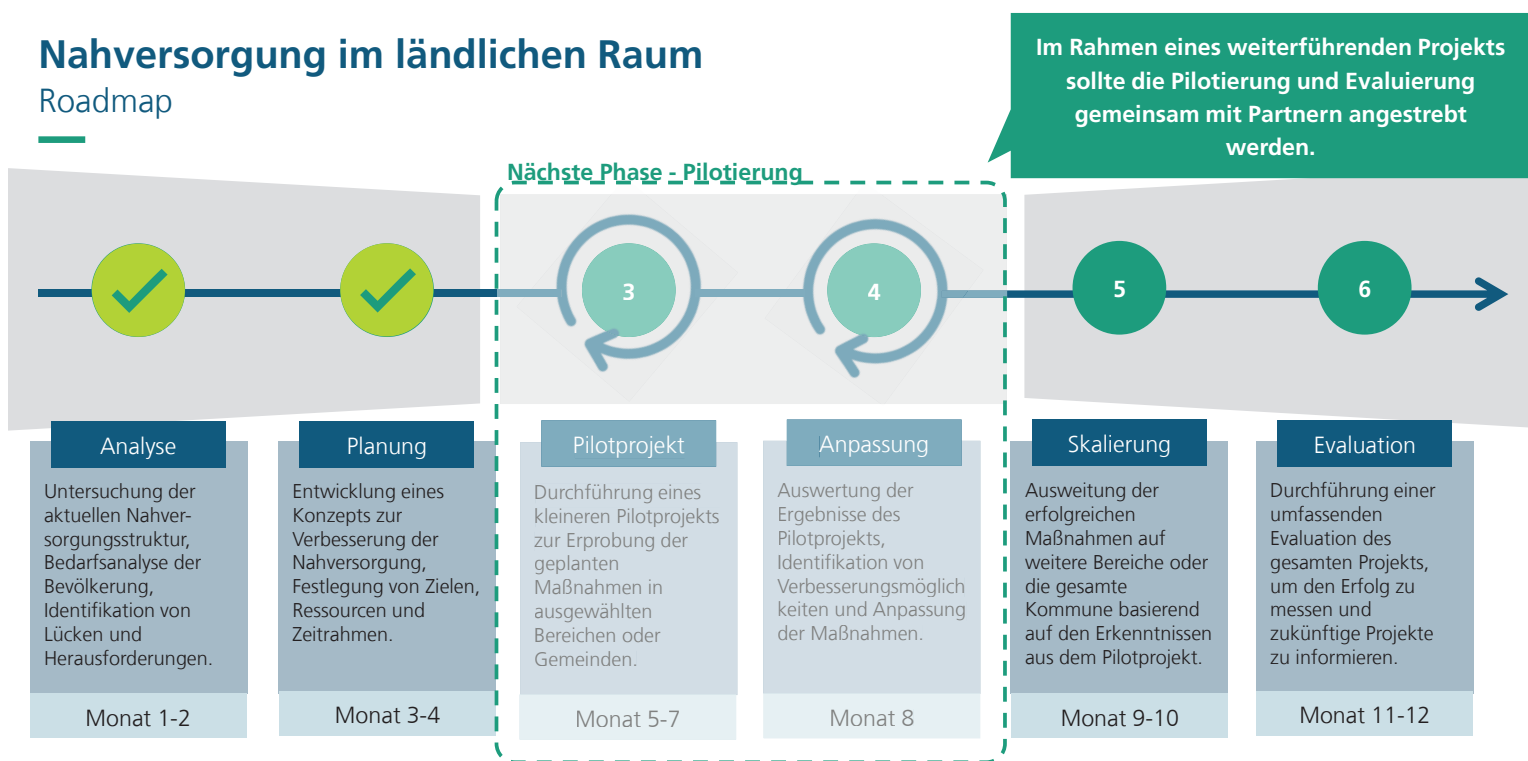 Nahversorgung im ländlichen Raum
Roadmap
Im Rahmen eines weiterführenden Projekts
sollte die Pilotierung und Evaluierung
gemeinsam mit Partnern angestrebt
werden.
Nächste Phase - Pilotierung
3
4
5
6
Analyse
Untersuchung der
aktuellen Nahver-
sorgungsstruktur,
Bedarfsanalyse der
Bevölkerung,
Identifikation von
Lücken und
Herausforderungen.
Monat 1-2
Planung
Entwicklung eines
Konzepts zur
Verbesserung der
Nahversorgung,
Festlegung von Zielen,
Ressourcen und
Zeitrahmen.
Monat 3-4
Pilotprojekt
Durchführung eines
kleineren Pilotprojekts
zur Erprobung der
geplanten
Maßnahmen in
ausgewählten
Bereichen oder
Gemeinden.
Monat 5-7
Anpassung
Auswertung der
Ergebnisse des
Pilotprojekts,
Identifikation von
Verbesserungsmöglich
keiten und Anpassung
der Maßnahmen.
Monat 8
Skalierung
Ausweitung der
erfolgreichen
Maßnahmen auf
weitere Bereiche oder
die gesamte
Kommune basierend
auf den Erkenntnissen
aus dem Pilotprojekt.
Monat 9-10
Evaluation
Durchführung einer
umfassenden
Evaluation des
gesamten Projekts,
um den Erfolg zu
messen und
zukünftige Projekte
zu informieren.
Monat 11-12